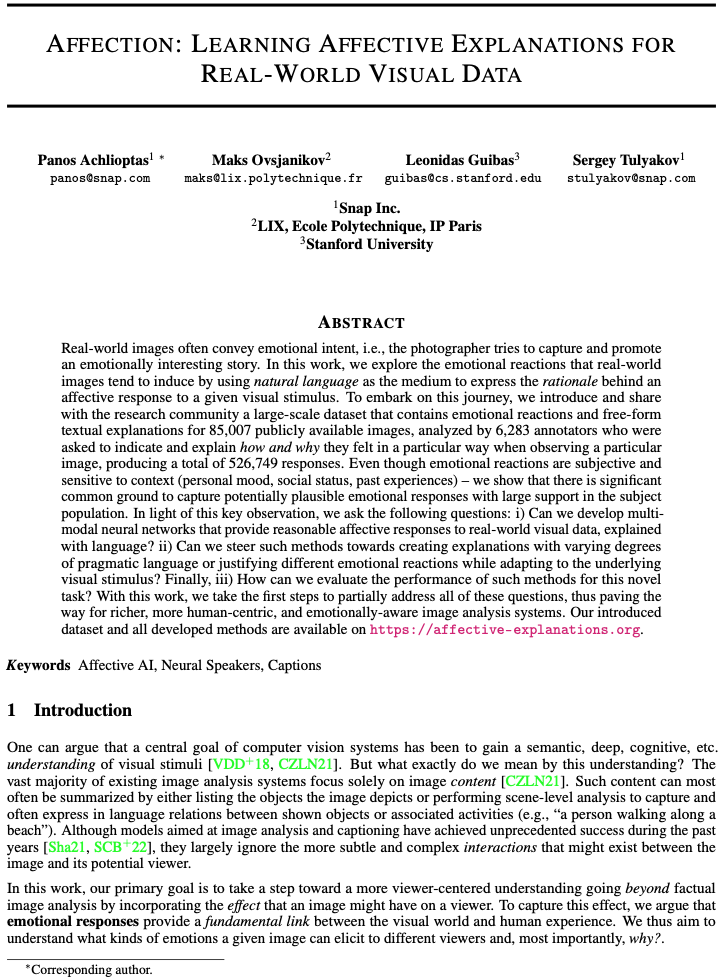 AFFECTION: LEARNING AFFECTIVE EXPLANATIONS FOR
REAL-WORLD VISUAL DATA
Panos Achlioptas1 * Maks Ovsjanikov2 Leonidas Guibas3 Sergey Tulyakov1
panos@snap.com maks@lix.polytechnique.fr guibas@cs.stanford.edu stulyakov@snap.com
1Snap Inc.
2LIX, Ecole Polytechnique, IP Paris
3Stanford University
ABSTRACT
Real-world images often convey emotional intent, i.e., the photographer tries to capture and promote
an emotionally interesting story. In this work, we explore the emotional reactions that real-world
images tend to induce by using natural language as the medium to express the rationale behind an
affective response to a given visual stimulus. To embark on this journey, we introduce and share
with the research community a large-scale dataset that contains emotional reactions and free-form
textual explanations for 85,007 publicly available images, analyzed by 6,283 annotators who were
asked to indicate and explain how and why they felt in a particular way when observing a particular
image, producing a total of 526,749 responses. Even though emotional reactions are subjective and
sensitive to context (personal mood, social status, past experiences) – we show that there is significant
common ground to capture potentially plausible emotional responses with large support in the subject
population. In light of this key observation, we ask the following questions: i) Can we develop multi-
modal neural networks that provide reasonable affective responses to real-world visual data, explained
with language? ii) Can we steer such methods towards creating explanations with varying degrees
of pragmatic language or justifying different emotional reactions while adapting to the underlying
visual stimulus? Finally, iii) How can we evaluate the performance of such methods for this novel
task? With this work, we take the first steps to partially address all of these questions, thus paving the
way for richer, more human-centric, and emotionally-aware image analysis systems. Our introduced
dataset and all developed methods are available on https://affective-explanations.org.
Keywords Affective AI, Neural Speakers, Captions
1 Introduction
One can argue that a central goal of computer vision systems has been to gain a semantic, deep, cognitive, etc.
understanding of visual stimuli [VDD+18, CZLN21]. But what exactly do we mean by this understanding? The
vast majority of existing image analysis systems focus solely on image content [CZLN21]. Such content can most
often be summarized by either listing the objects the image depicts or performing scene-level analysis to capture and
often express in language relations between shown objects or associated activities (e.g., “a person walking along a
beach”). Although models aimed at image analysis and captioning have achieved unprecedented success during the past
years [Sha21, SCB+22], they largely ignore the more subtle and complex interactions that might exist between the
image and its potential viewer.
In this work, our primary goal is to take a step toward a more viewer-centered understanding going beyond factual
image analysis by incorporating the effect that an image might have on a viewer. To capture this effect, we argue that
emotional responses provide a fundamental link between the visual world and human experience. We thus aim to
understand what kinds of emotions a given image can elicit to different viewers and, most importantly, why?.
*Corresponding author.